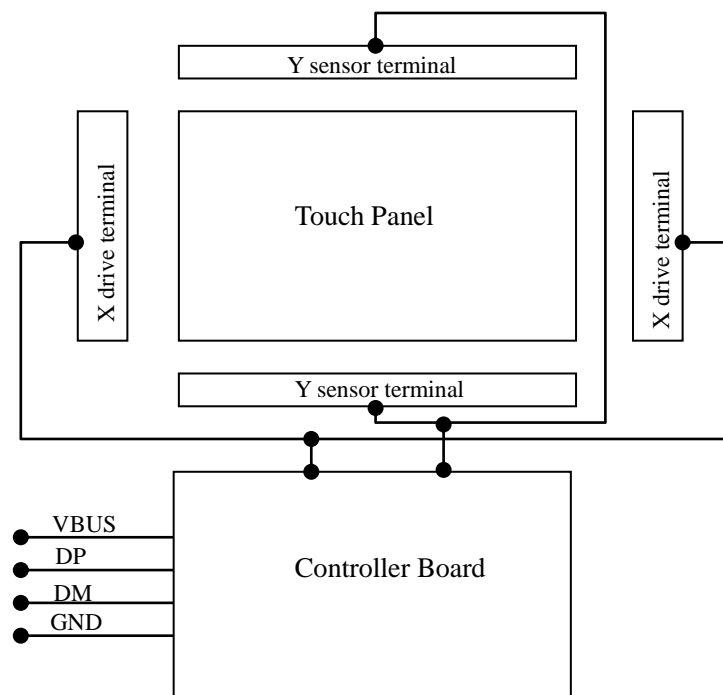 Y sensor terminal
X drive terminal
Touch Panel
X drive terminal
Y sensor terminal
VBUS
DP
DM
GND
Controller Board